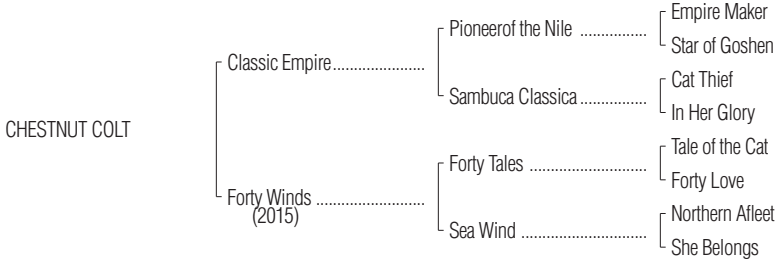 Empire Maker
Pioneerof the Nile ................
Star of Goshen
Classic Empire......................
Cat Thief
Sambuca Classica ................
In Her Glory
CHESTNUT COLT
Tale of the Cat
Forty Tales ............................
Forty Love
Forty Winds ..........................
(2015)
Northern Afleet
Sea Wind ..............................
She Belongs